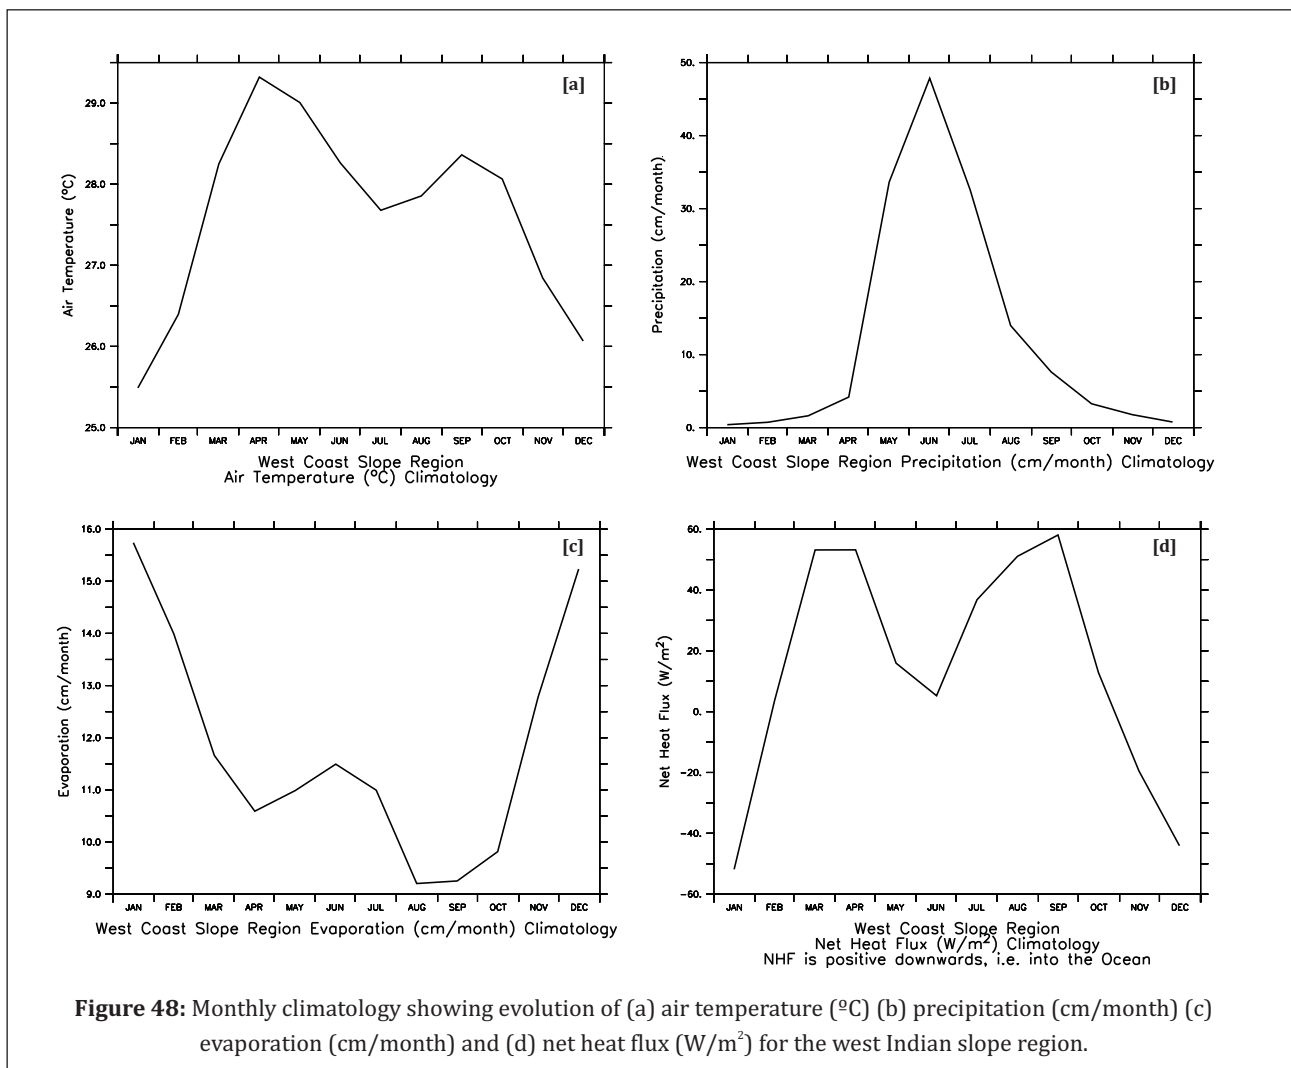 [a]
29.0
28.0
27.0
26.0
25.0
Air Temperature (ºC)
JAN FEB MAR APR MAY JUN JUL AUG SEP OCT NOV DEC
West Coast Slope Region
Air Temperature (ºC) Climatology
[b]
50.
40.
30.
20.
10.
0.
Precipitation (cm/month)
JAN FEB MAR APR MAY JUN JUL AUG SEP OCT NOV DEC
West Coast Slope Region Precipitation (cm/month) Climatology
[c]
16.0
15.0
14.0
13.0
12.0
11.0
10.0
9.0
Evaporation (cm/month)
JAN FEB MAR APR MAY JUN JUL AUG SEP OCT NOV DEC
West Coast Slope Region Evaporation (cm/month) Climatology
[d]
60.
40.
20.
0.
−20.
−40.
−60.
Net Heat Flux (W/m²)
JAN FEB MAR APR MAY JUN JUL AUG SEP OCT NOV DEC
West Coast Slope Region
Net Heat Flux (W/m²) Climatology
NHF is positive downwards, i.e. into the Ocean
Figure 48: Monthly climatology showing evolution of (a) air temperature (ºC) (b) precipitation (cm/month) (c)
evaporation (cm/month) and (d) net heat flux (W/m²) for the west Indian slope region.